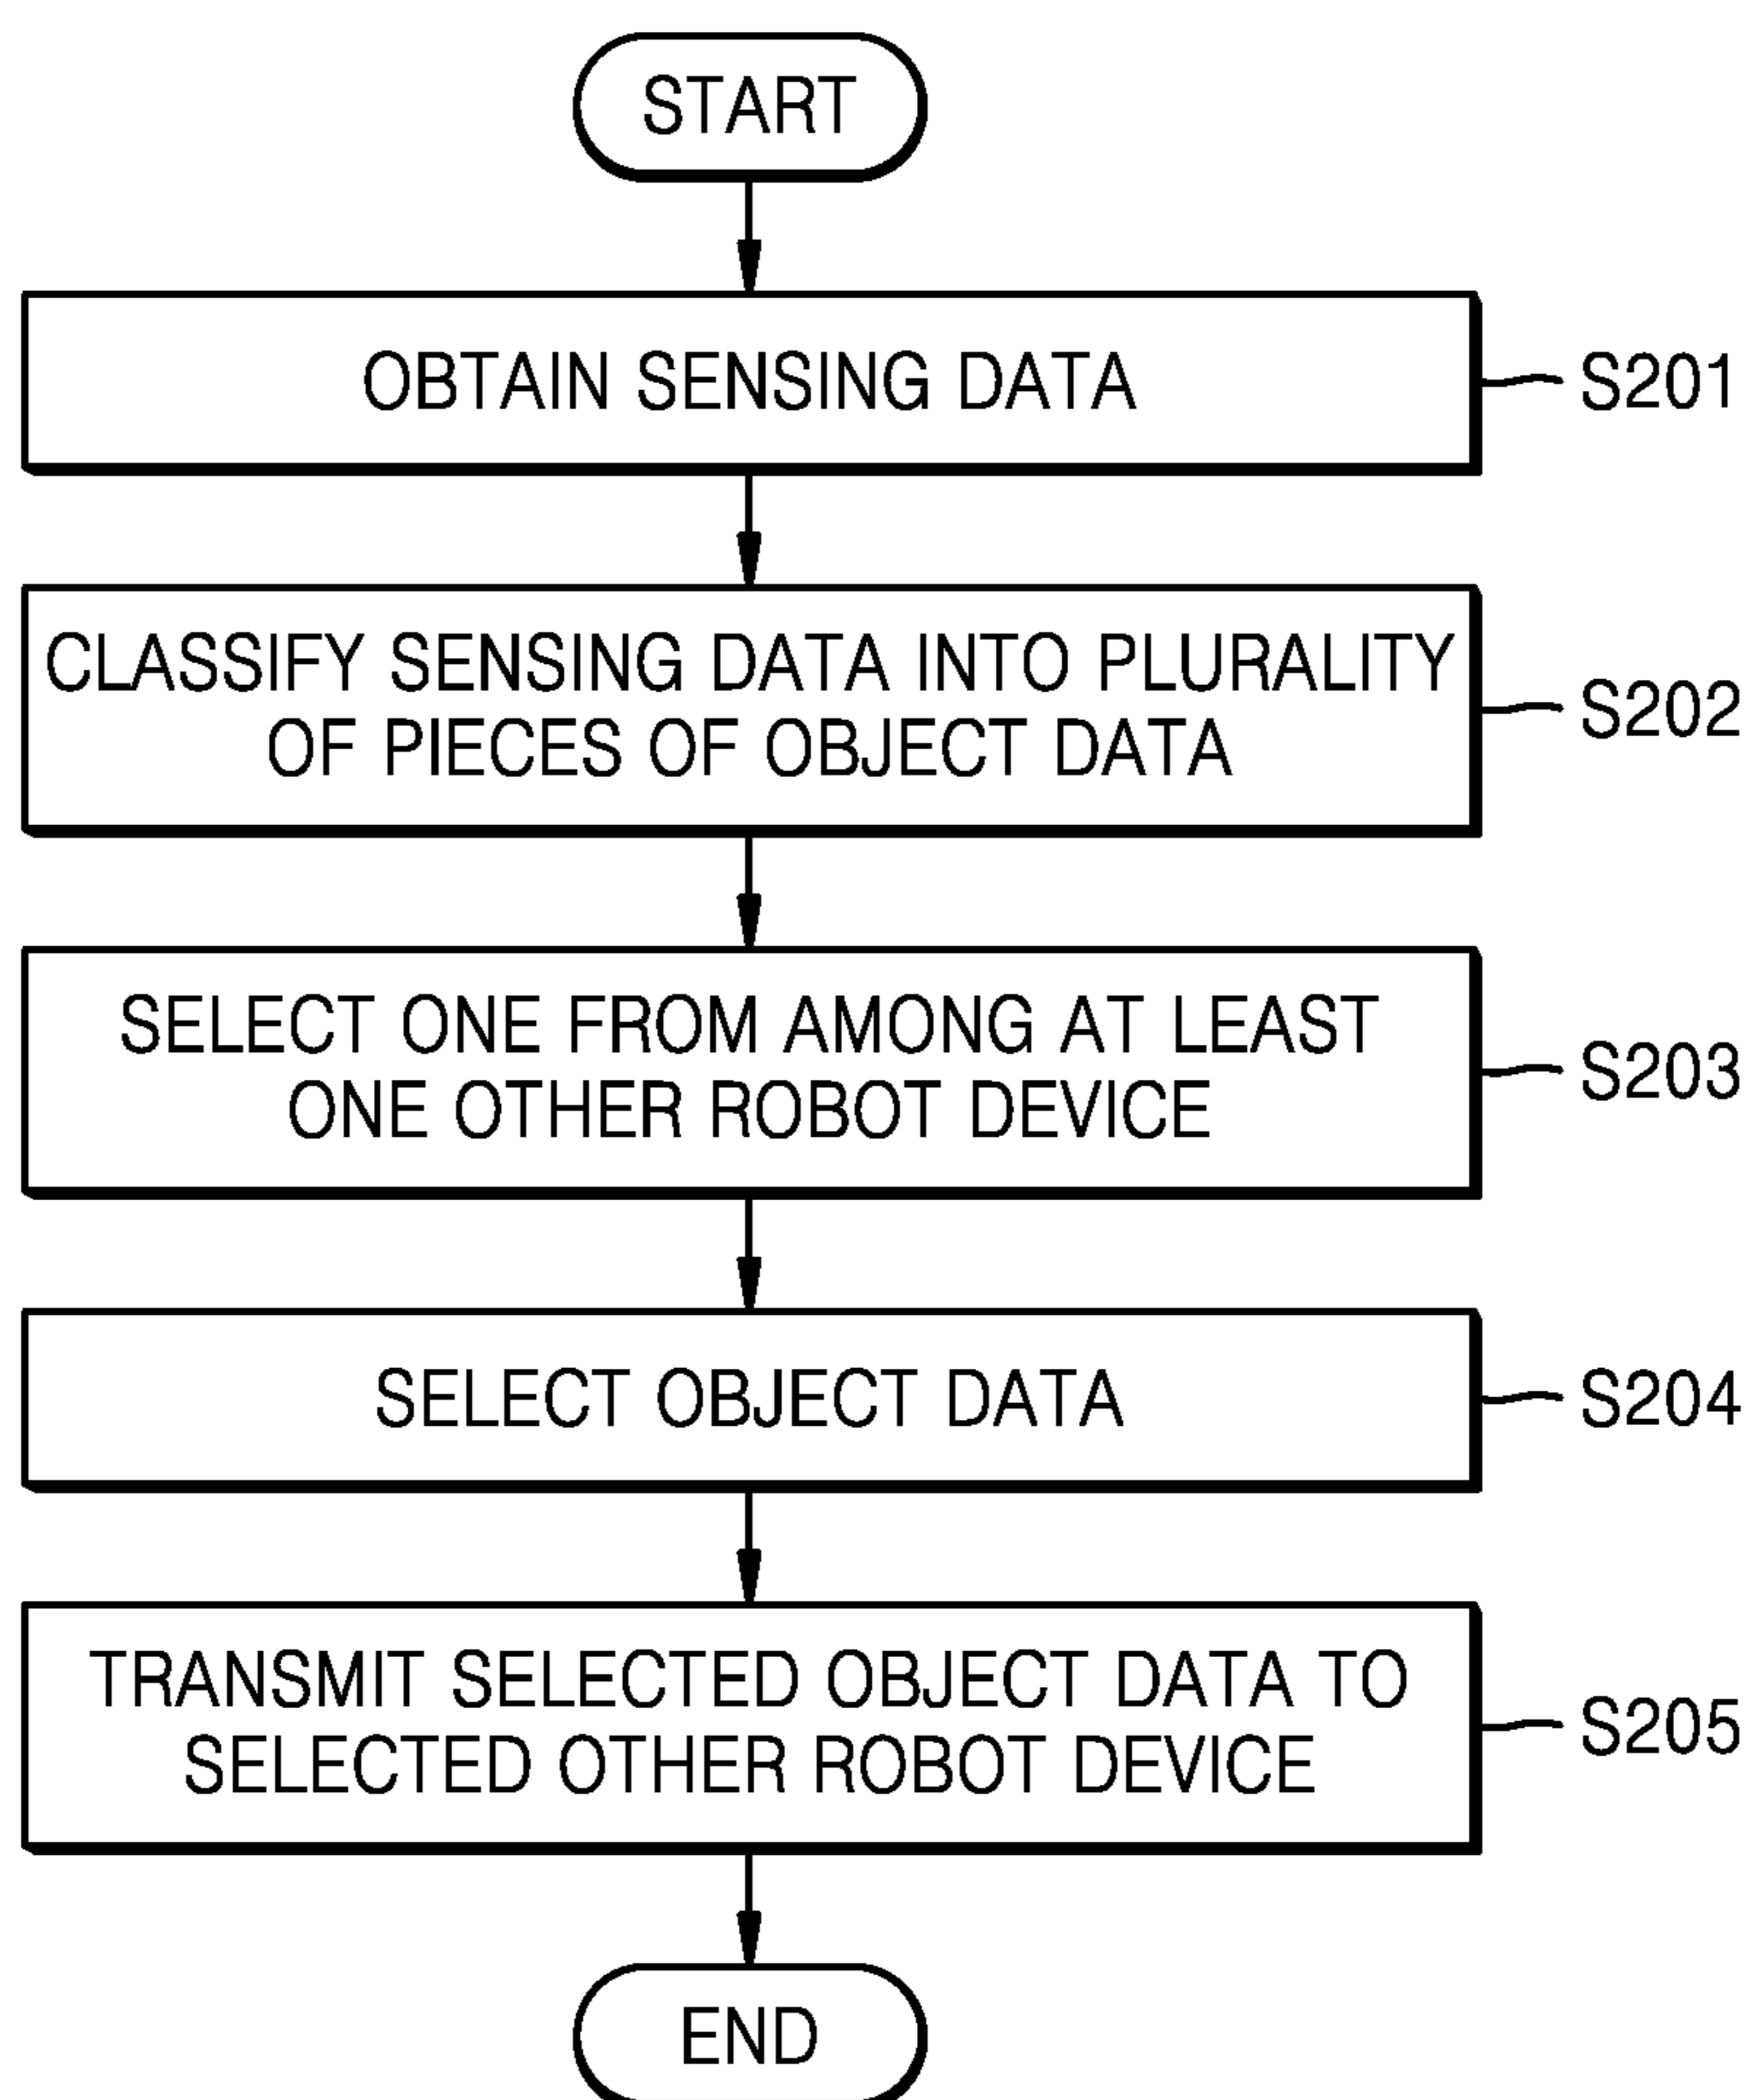 START
OBTAIN SENSING DATA
S201
CLASSIFY SENSING DATA INTO PLURALITY
OF PIECES OF OBJECT DATA
S202
SELECT ONE FROM AMONG AT LEAST
ONE OTHER ROBOT DEVICE
S203
SELECT OBJECT DATA
S204
TRANSMIT SELECTED OBJECT DATA TO
SELECTED OTHER ROBOT DEVICE
S205
END